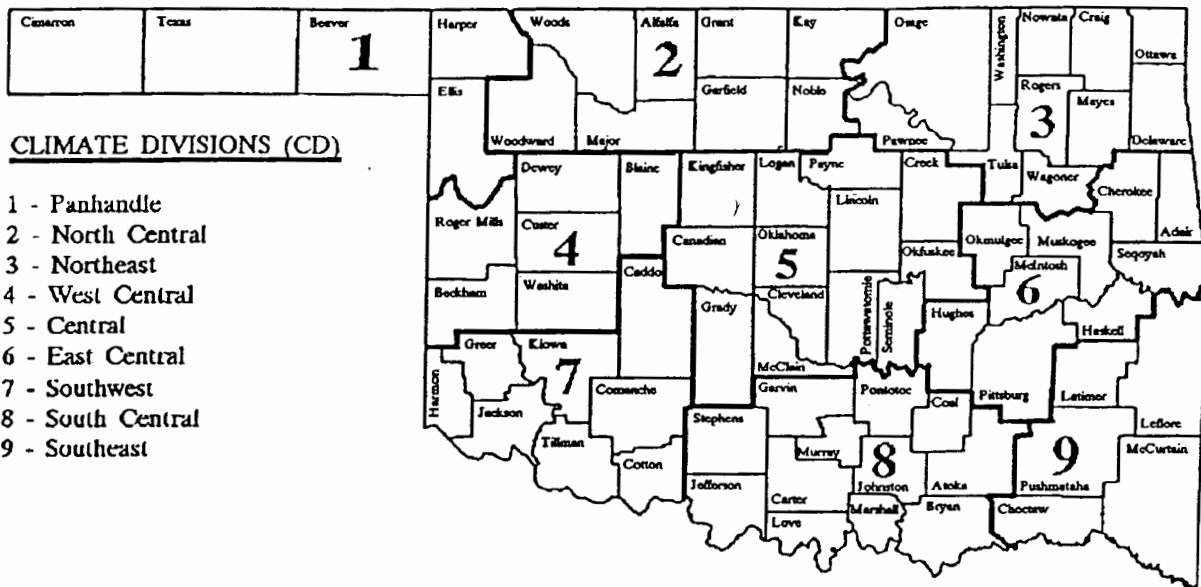 Cimarron
Texas
Beaver
1
Harper
Woods
Alfalfa
2
Grant
Kay
Osage
Washington
Nowata
Craig
Ottawa
Ellis
Woodward
Major
Garfield
Noble
Pawnee
Rogers
3
Mayes
Delaware
CLIMATE DIVISIONS (CD)
1 - Panhandle
2 - North Central
3 - Northeast
4 - West Central
5 - Central
6 - East Central
7 - Southwest
8 - South Central
9 - Southeast
Dewey
Blaine
Kingfisher
Logan
Payne
Creek
Tulsa
Wagoner
Cherokee
Adair
Roger Mills
Custer
4
Canadian
Oklahoma
5
Lincoln
Okfuskee
Okmulgee
Muskogee
Sequoyah
McIntosh
6
Beckham
Washita
Caddo
Grady
Cleveland
Pottawatomie
Seminole
Hughes
Haskell
McClain
Greer
Kiowa
7
Harmon
Jackson
Comanche
Tillman
Cotton
Stephens
Garvin
Pontotoc
Coal
Pittsburg
Latimer
Leflore
McCurtain
Murray
8
Johnston
Atoka
9
Pushmataha
Jefferson
Carter
Love
Marshall
Bryan
Choctaw